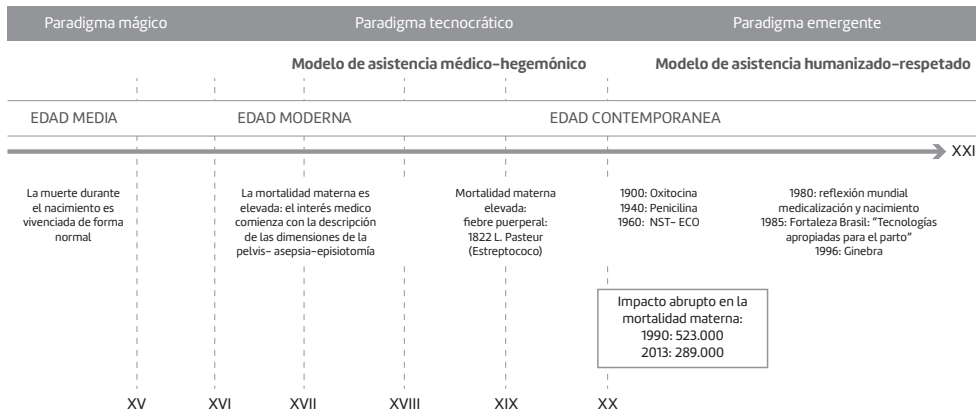 Paradigma mágico
Paradigma tecnocrático
Paradigma emergente
Modelo de asistencia médico-hegemónico
Modelo de asistencia humanizado-respetado
EDAD MEDIA
EDAD MODERNA
EDAD CONTEMPORANEA
XXI
La muerte durante
el nacimiento es
vivenciada de forma
normal
La mortalidad materna es
elevada: el interés medico
comienza con la descripción
de las dimensiones de la
pelvis- asepsia-episiotomía
Mortalidad materna
elevada:
fiebre puerperal:
1822 L. Pasteur
(Estreptococo)
1900: Oxitocina
1940: Penicilina
1960: NST- ECO
1980: reflexión mundial
medicalización y nacimiento
1985: Fortaleza Brasil: “Tecnologías
apropiadas para el parto”
1996: Ginebra
Impacto abrupto en la
mortalidad materna:
1990: 523.000
2013: 289.000
XV
XVI
XVII
XVIII
XIX
XX